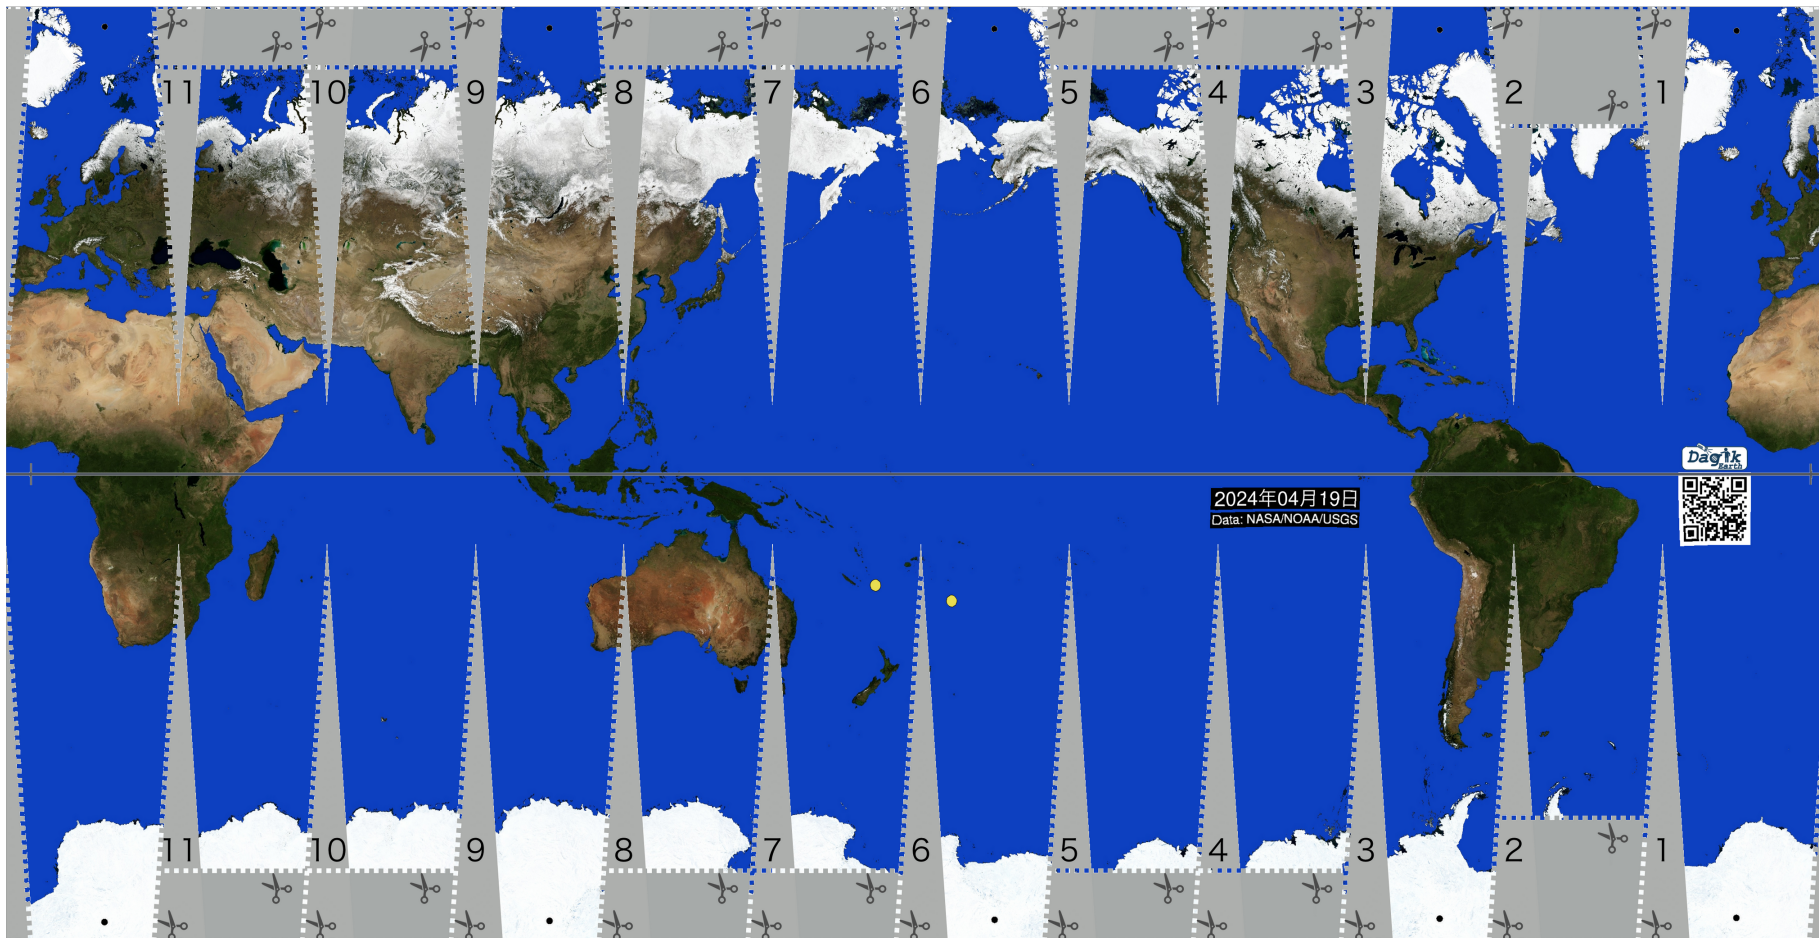 11 10 9 8 7 6 5 4 3 2 1
Dagik
Earth
2024年04月19日
Data: NASA/NOAA/USGS
11 10 9 8 7 6 5 4 3 2 1